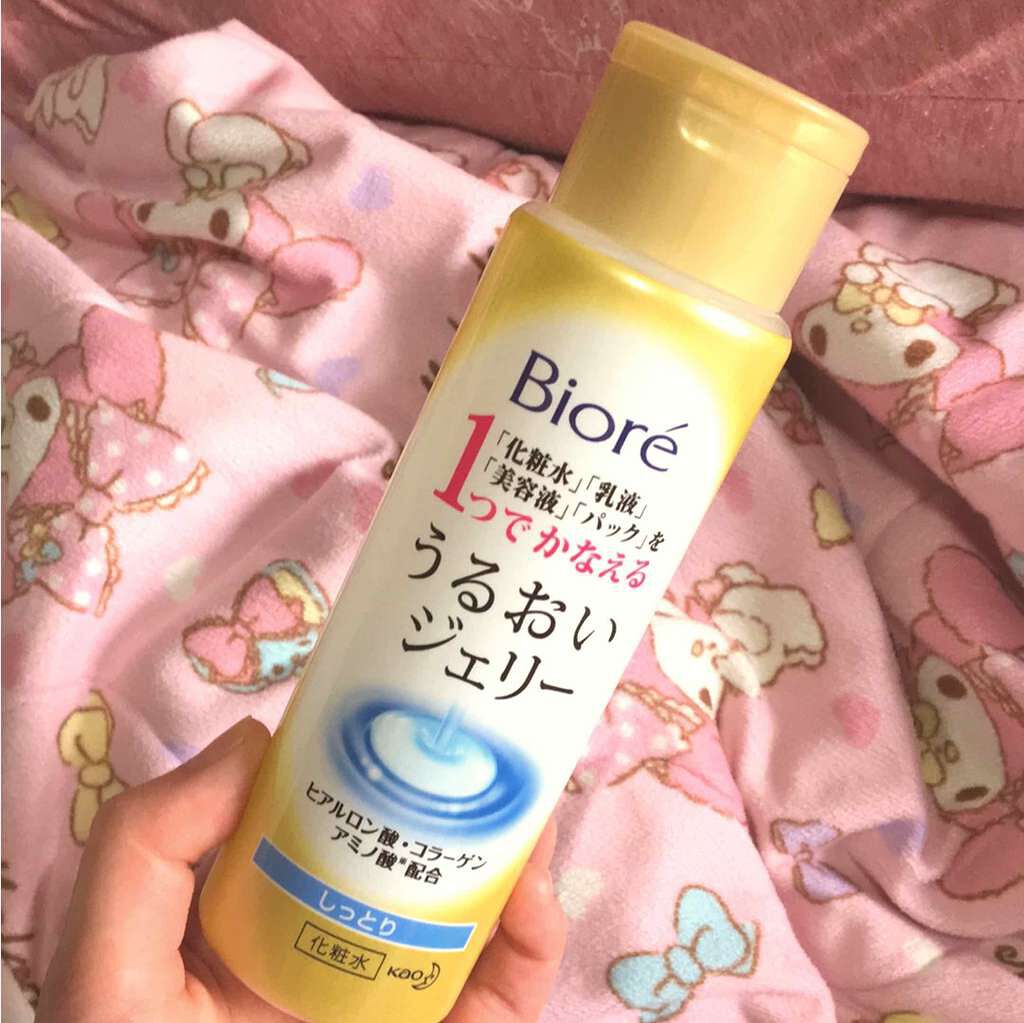 Bioré
「化粧水」「乳液」
「美容液」「パック」を
1つでかなえる
うるおい
ジェリー
ヒアルロン酸・コラーゲン
アミノ酸※配合
しっとり
化粧水 Kao